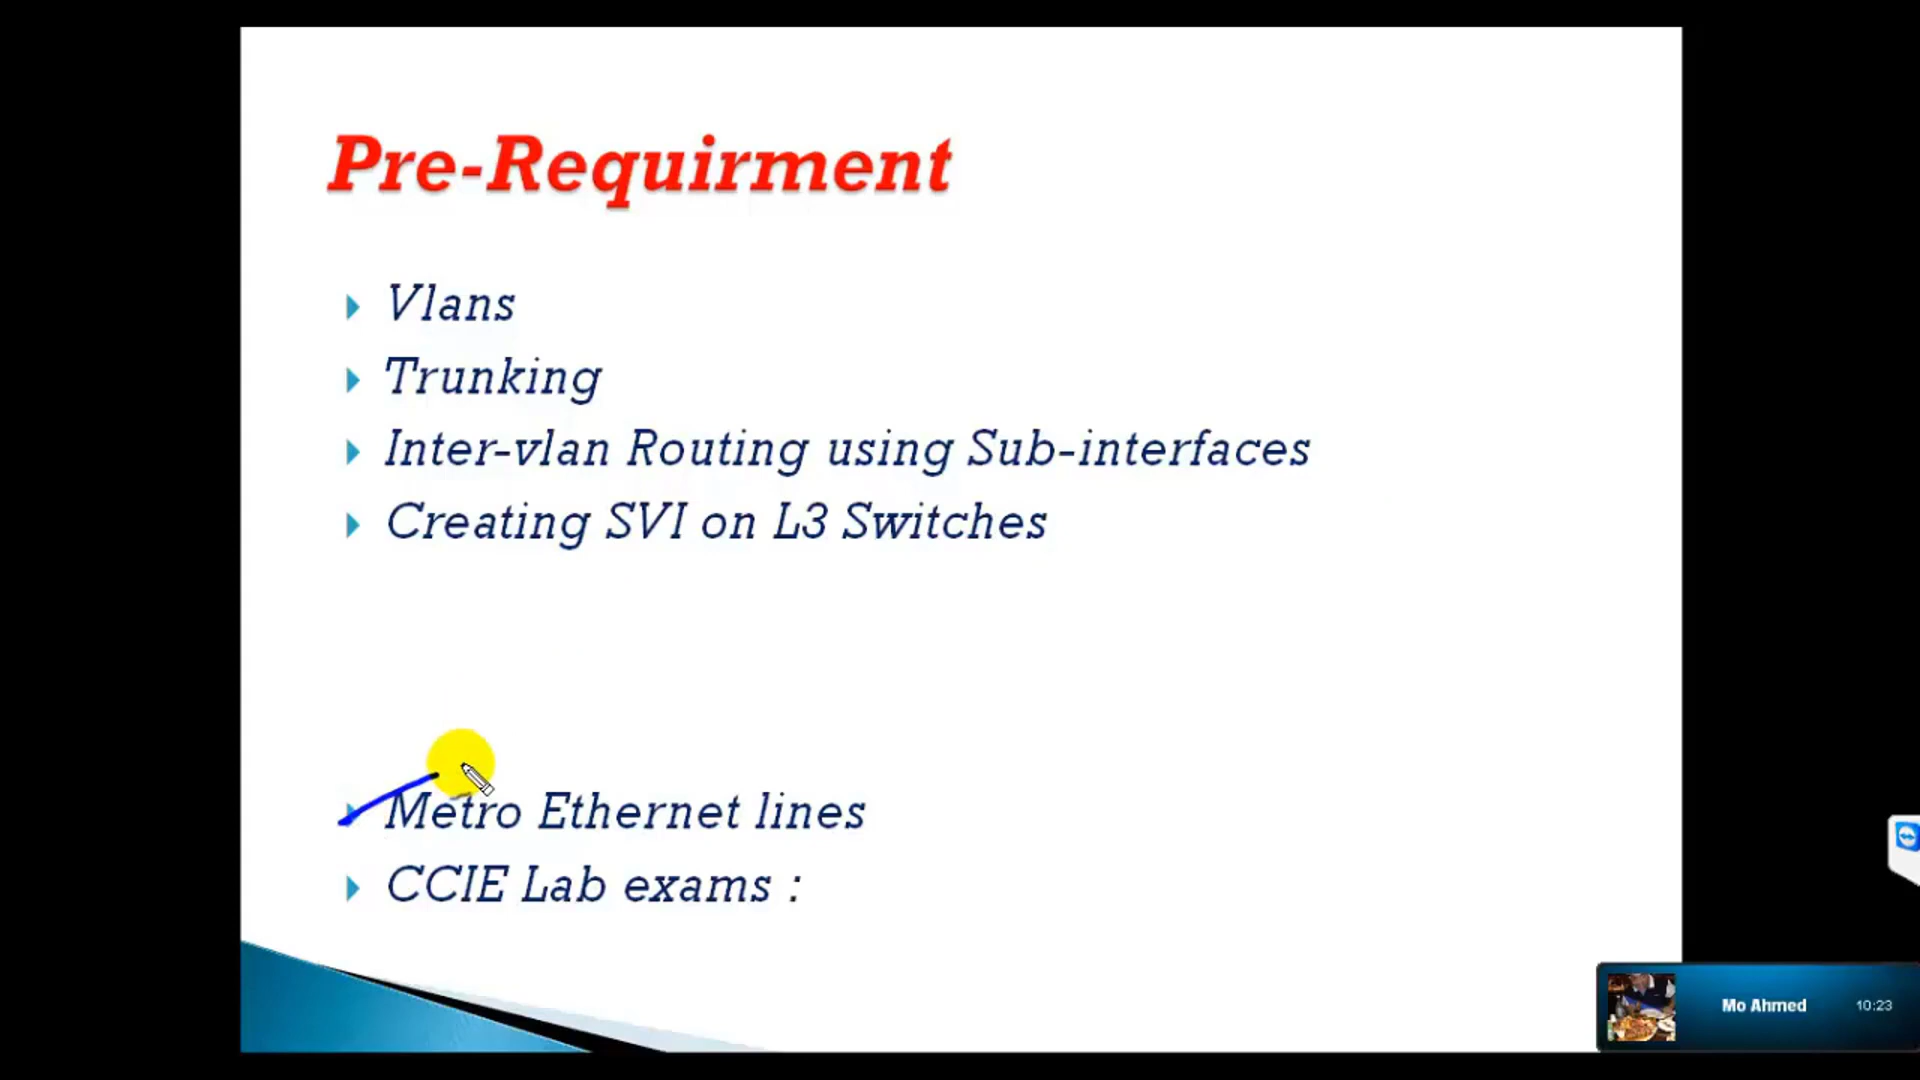 Pre-Requirment
Vlans
Trunking
Inter-vlan Routing using Sub-interfaces
Creating SVI on L3 Switches
Metro Ethernet lines
CCIE Lab exams :
Mo Ahmed 10:23